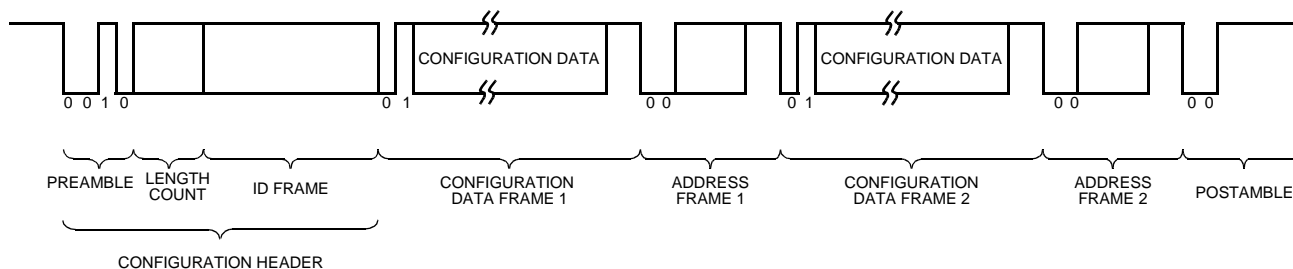 CONFIGURATION DATA
CONFIGURATION DATA
0 0 1 0
0 1
0 0
0 1
0 0
0 0
PREAMBLE
LENGTH
COUNT
ID FRAME
CONFIGURATION
DATA FRAME 1
ADDRESS
FRAME 1
CONFIGURATION
DATA FRAME 2
ADDRESS
FRAME 2
POSTAMBLE
CONFIGURATION HEADER